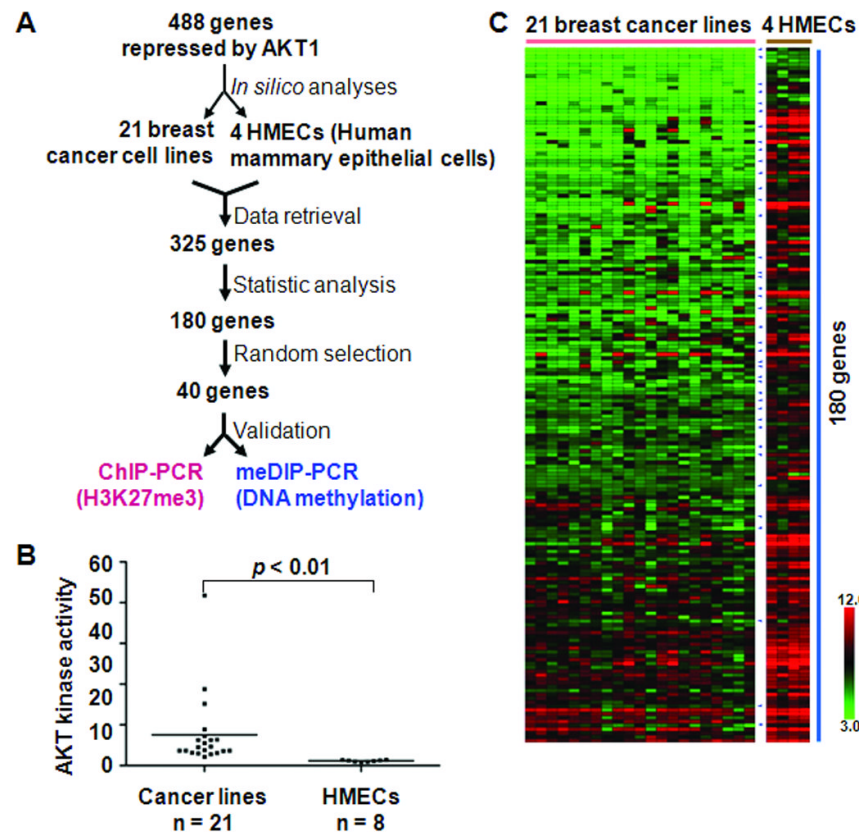 A
488 genes
repressed by AKT1
In silico analyses
21 breast
cancer cell lines
4 HMECs (Human
mammary epithelial cells)
Data retrieval
325 genes
Statistic analysis
180 genes
Random selection
40 genes
Validation
ChIP-PCR
(H3K27me3)
meDIP-PCR
(DNA methylation)
B
AKT kinase activity
60
50
40
30
20
10
0
p < 0.01
Cancer lines
n = 21
HMECs
n = 8
C
21 breast cancer lines
4 HMECs
180 genes
12.0
3.0